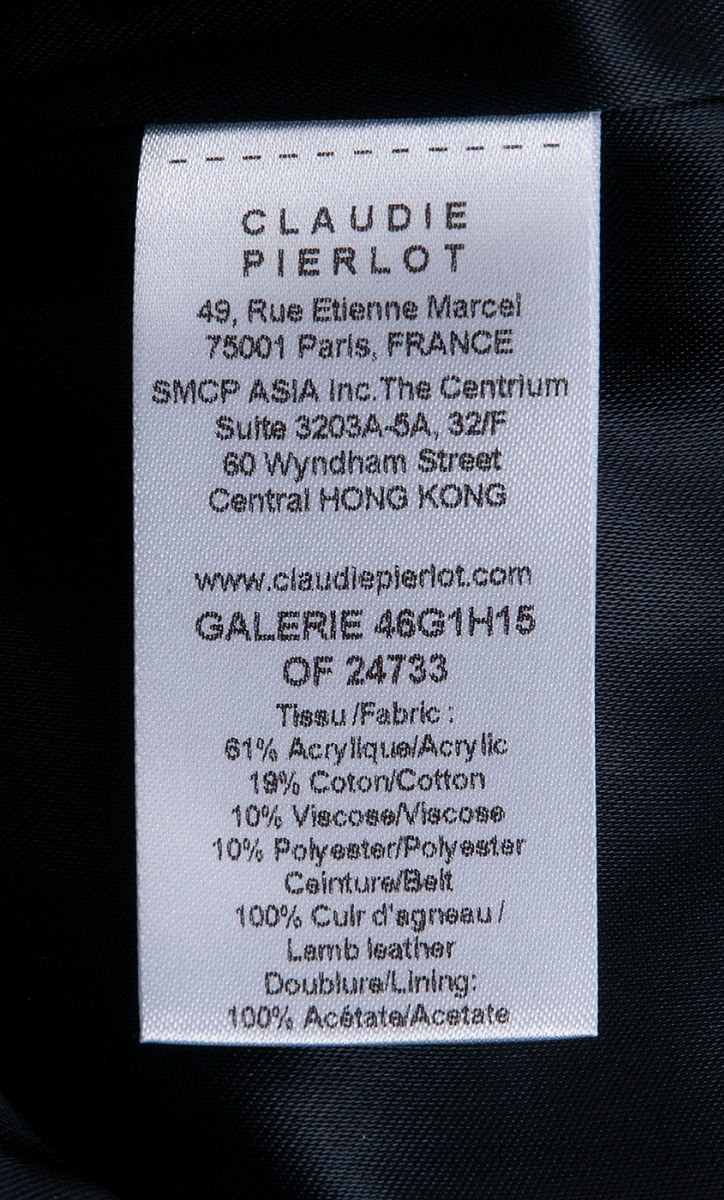 CLAUDIE
PIERLOT
49, Rue Etienne Marcel
75001 Paris, FRANCE
SMCP ASIA Inc.The Centrium
Suite 3203A-5A, 32/F
60 Wyndham Street
Central HONG KONG
www.claudiepierlot.com
GALERIE 46G1H15
OF 24733
Tissu/Fabric :
61% Acrylique/Acrylic
19% Coton/Cotton
10% Viscose/Viscose
10% Polyester/Polyester
Ceinture/Belt
100% Cuir d'agneau/
Lamb leather
Doublure/Lining:
100% Acétate/Acetate